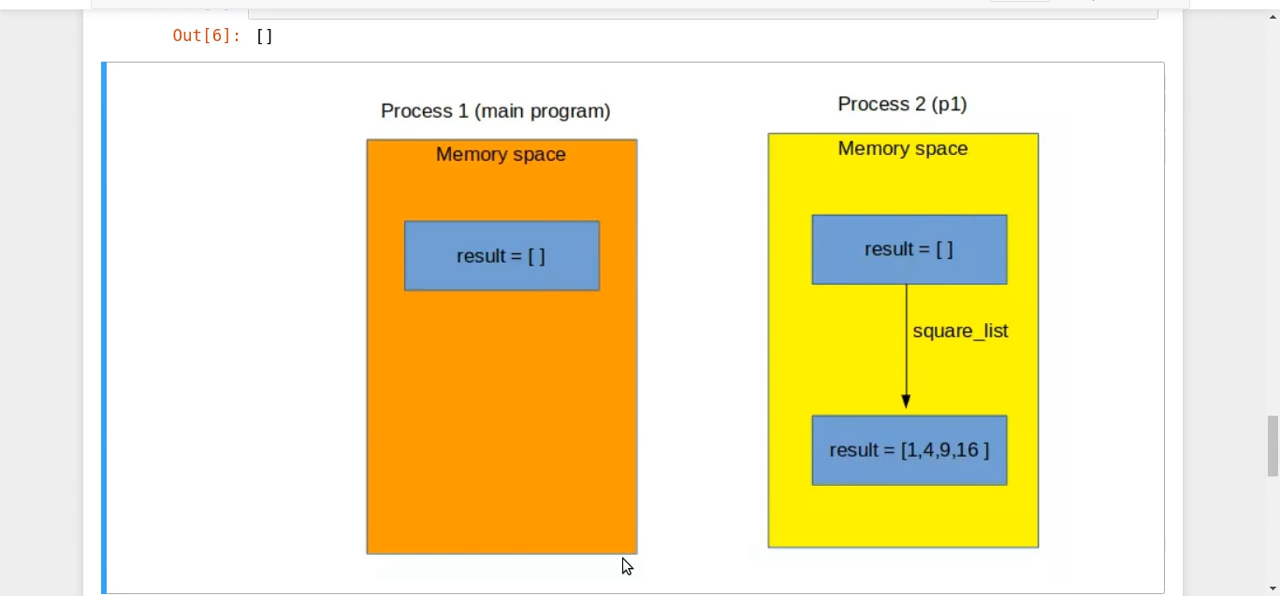 Out[6]: []
Process 1 (main program)
Memory space
result = [ ]
Process 2 (p1)
Memory space
result = [ ]
square_list
result = [1,4,9,16 ]